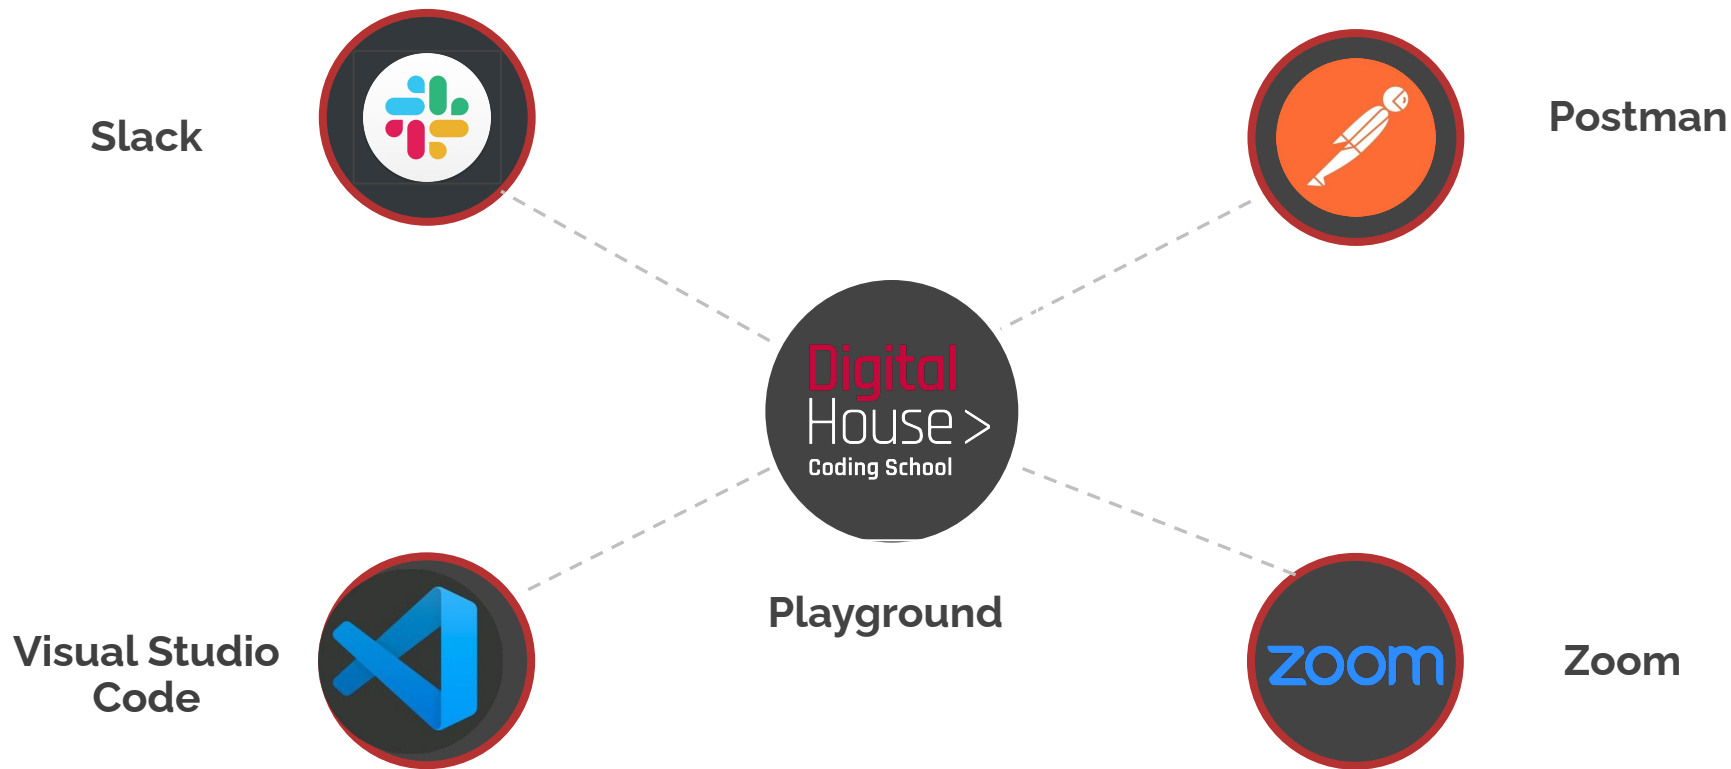 Slack
Postman
Digital
House >
Coding School
Playground
Visual Studio
Code
zoom
Zoom